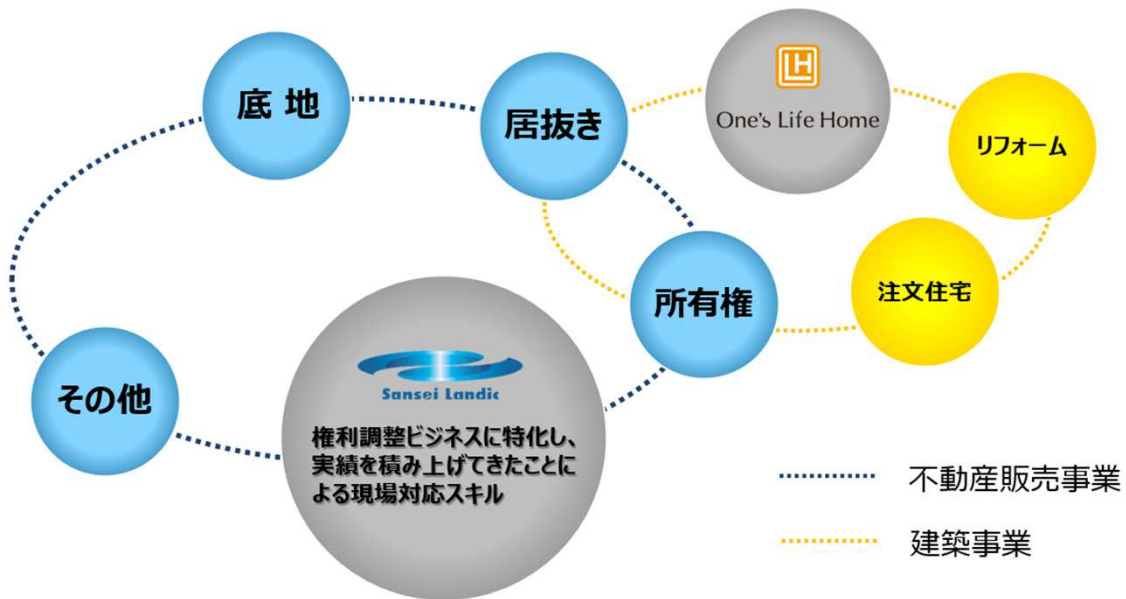 底 地
居抜き
LH
One's Life Home
リフォーム
注文住宅
所有権
その他
Sansei Landic
権利調整ビジネスに特化し、
実績を積み上げてきたことに
よる現場対応スキル
不動産販売事業
建築事業